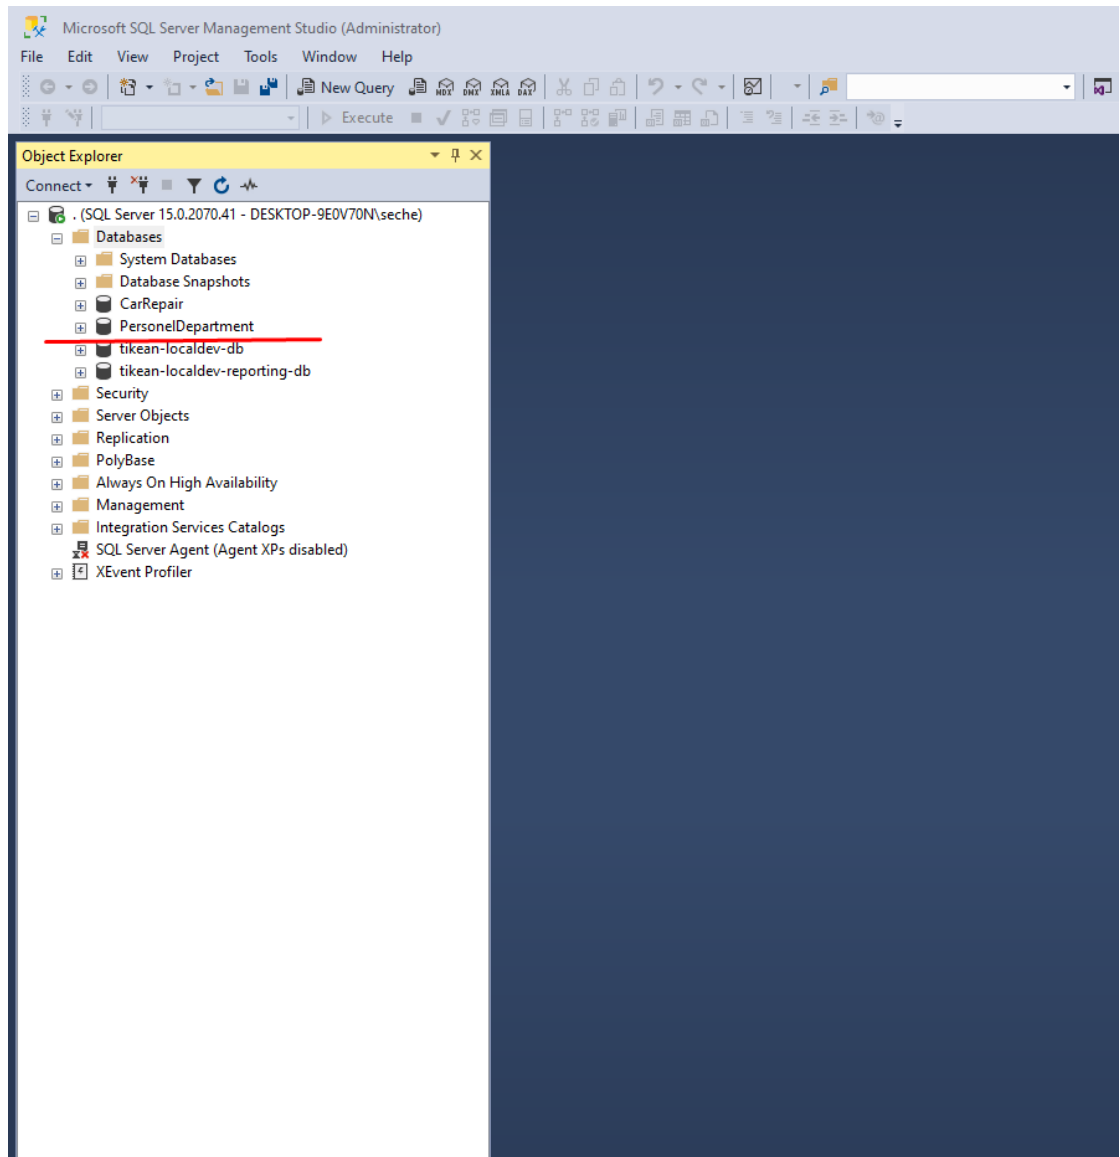 Microsoft SQL Server Management Studio (Administrator)
File Edit View Project Tools Window Help
New Query MDX DMX XMLA DAX
Execute
Object Explorer
Connect
. (SQL Server 15.0.2070.41 - DESKTOP-9E0V70N\seche)
Databases
System Databases
Database Snapshots
CarRepair
PersonelDepartment
tikean-localdev-db
tikean-localdev-reporting-db
Security
Server Objects
Replication
PolyBase
Always On High Availability
Management
Integration Services Catalogs
SQL Server Agent (Agent XPs disabled)
XEvent Profiler